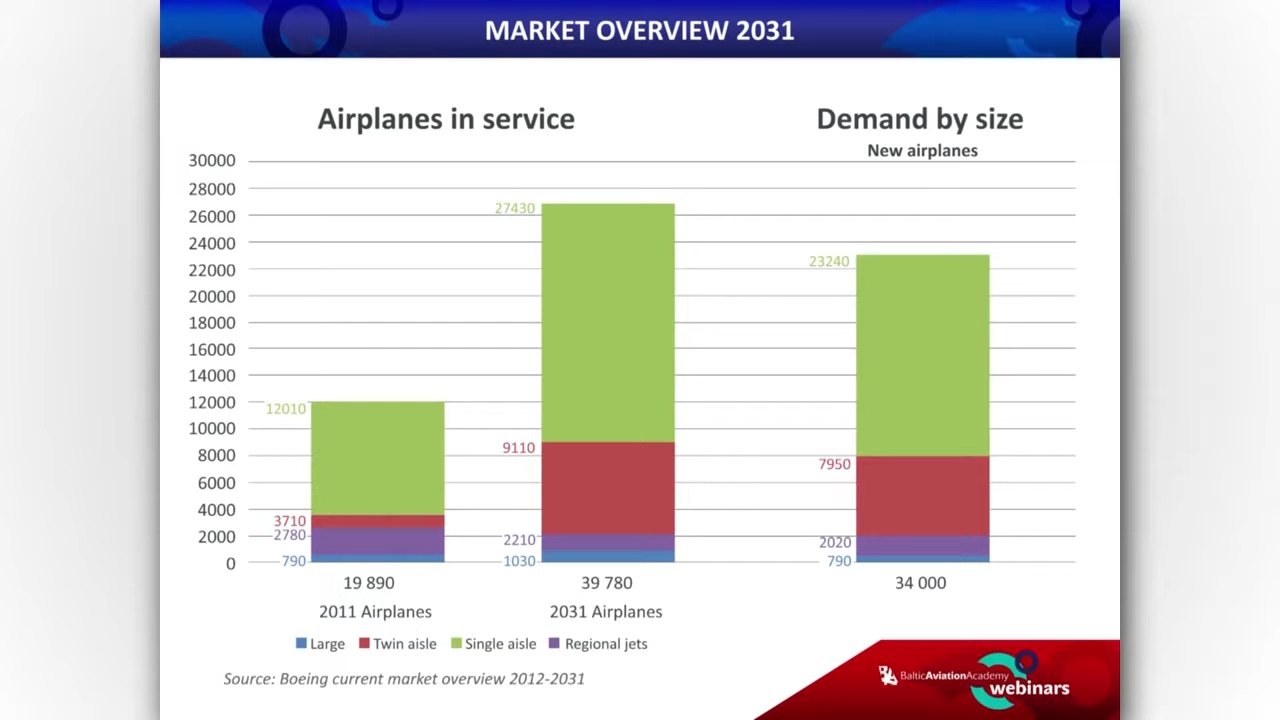 MARKET OVERVIEW 2031
Airplanes in service
Demand by size
New airplanes
30000
28000
26000
24000
22000
20000
18000
16000
14000
12000
10000
8000
6000
4000
2000
0
12010
3710
2780
790
27430
9110
2210
1030
23240
7950
2020
790
19 890
39 780
34 000
2011 Airplanes
2031 Airplanes
Large
Twin aisle
Single aisle
Regional jets
Source: Boeing current market overview 2012-2031
BalticAviationAcademy
webinars